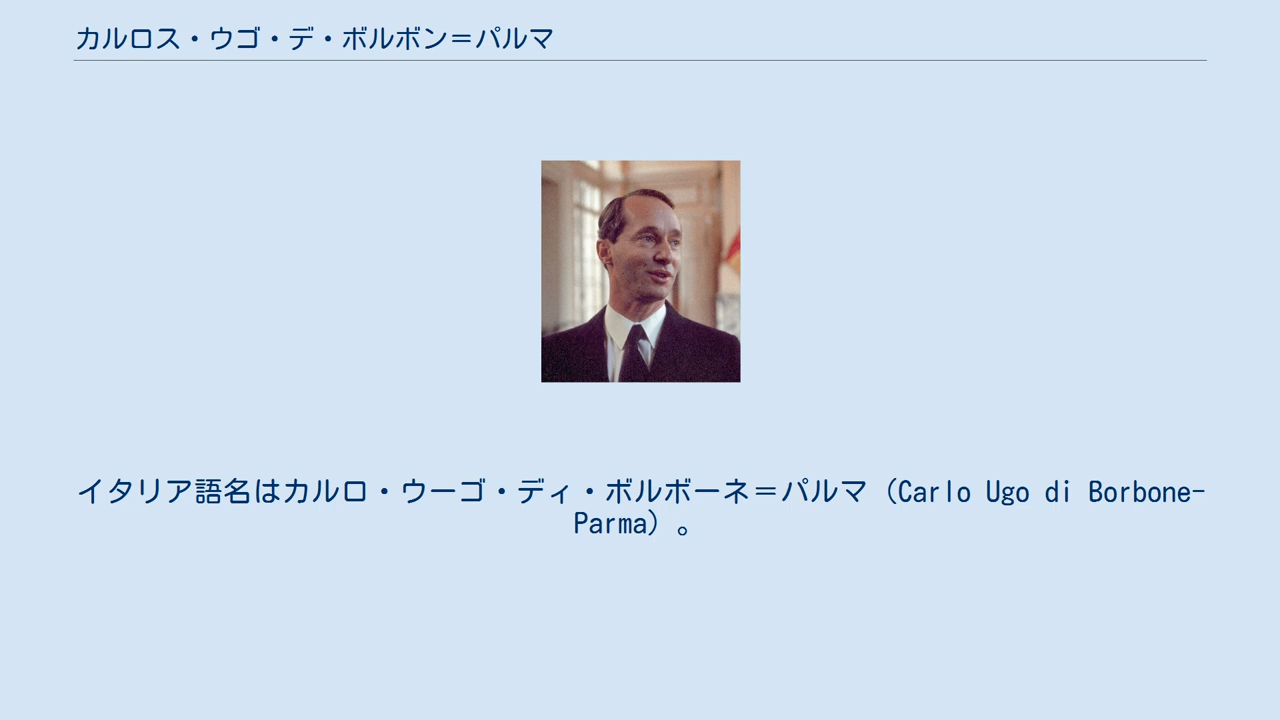 カルロス・ウゴ・デ・ボルボン＝パルマ
イタリア語名はカルロ・ウーゴ・ディ・ボルボーネ＝パルマ（Carlo Ugo di Borbone-
Parma）。